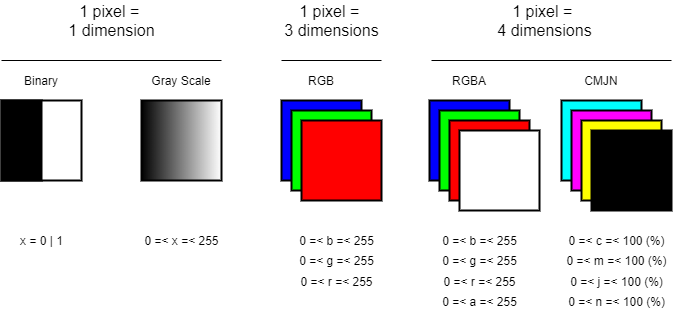 1 pixel =
1 dimension
1 pixel =
3 dimensions
1 pixel =
4 dimensions
Binary
Gray Scale
RGB
RGBA
CMJN
x = 0 | 1
0 =< x =< 255
0 =< b =< 255
0 =< g =< 255
0 =< r =< 255
0 =< b =< 255
0 =< g =< 255
0 =< r =< 255
0 =< a =< 255
0 =< c =< 100 (%)
0 =< m =< 100 (%)
0 =< j =< 100 (%)
0 =< n =< 100 (%)